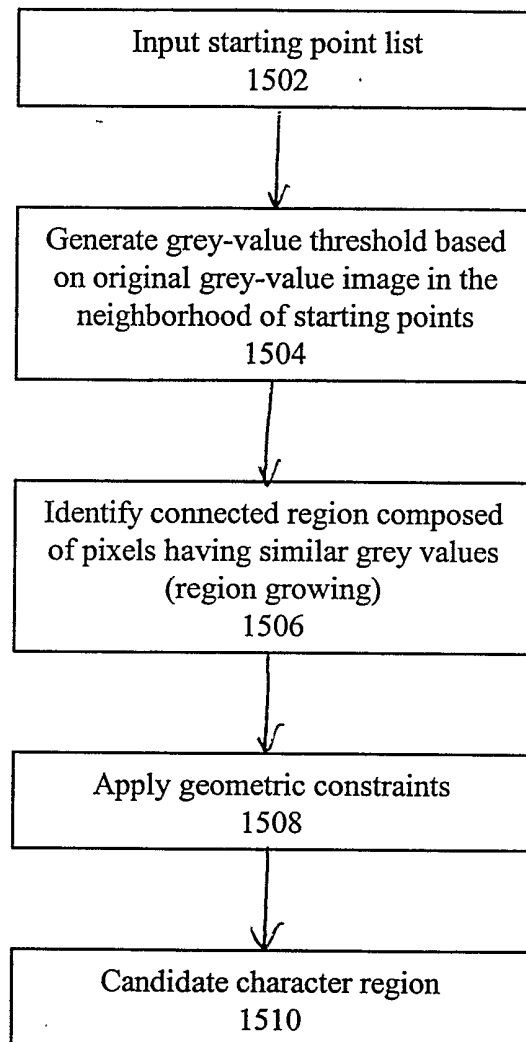 Input starting point list
1502
Generate grey-value threshold based
on original grey-value image in the
neighborhood of starting points
1504
Identify connected region composed
of pixels having similar grey values
(region growing)
1506
Apply geometric constraints
1508
Candidate character region
1510